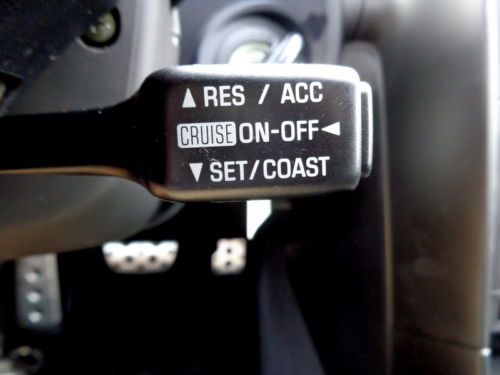 ▲ RES / ACC
CRUISE ON-OFF ◄
▼ SET/COAST